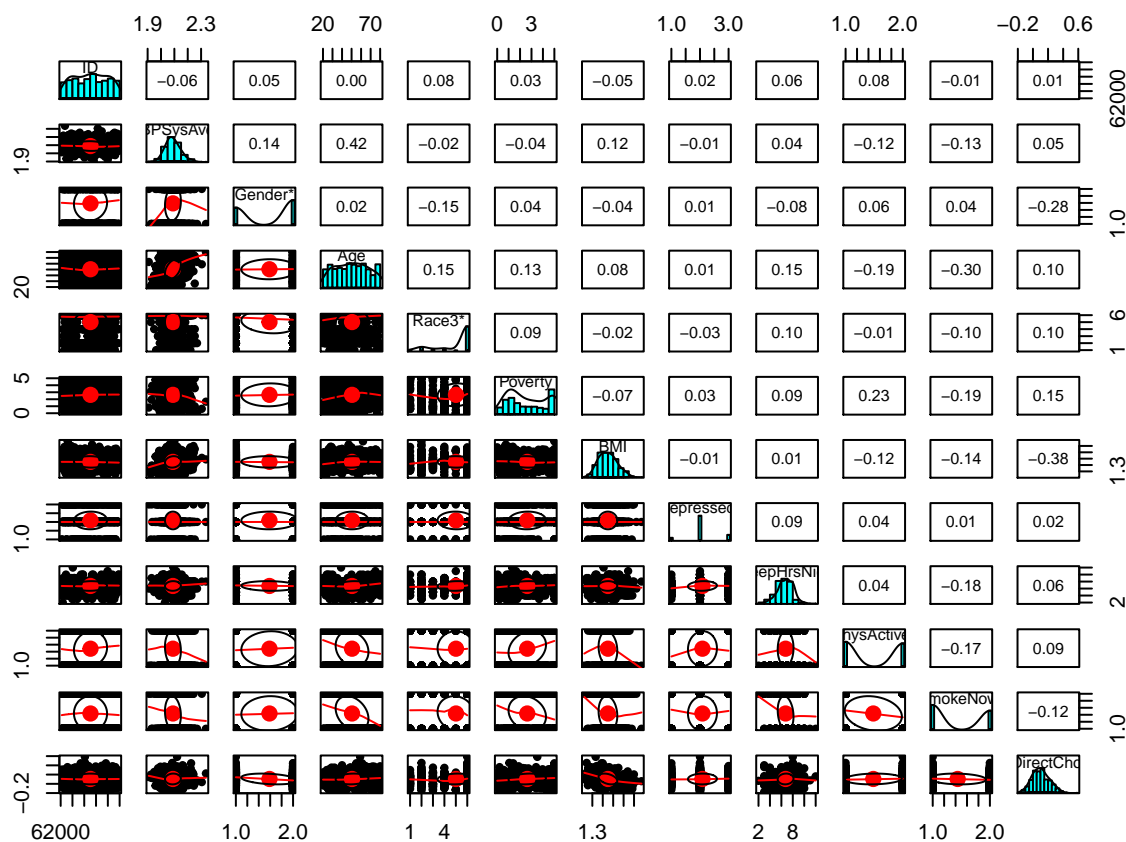 1.9 2.3 20 70 0 3 1.0 3.0 1.0 2.0 −0.2 0.6
ID −0.06 0.05 0.00 0.08 0.03 −0.05 0.02 0.06 0.08 −0.01 0.01 62000
1.9 BPSysAve 0.14 0.42 −0.02 −0.04 0.12 −0.01 0.04 −0.12 −0.13 0.05
Gender* 0.02 −0.15 0.04 −0.04 0.01 −0.08 0.06 0.04 −0.28 1.0
20 Age 0.15 0.13 0.08 0.01 0.15 −0.19 −0.30 0.10
Race3* 0.09 −0.02 −0.03 0.10 −0.01 −0.10 0.10 1 6
0 5 Poverty −0.07 0.03 0.09 0.23 −0.19 0.15
BMI −0.01 0.01 −0.12 −0.14 −0.38 1.3
1.0 epressed 0.09 0.04 0.01 0.02
eepHrsNig 0.04 −0.18 0.06 2
1.0 hysActive −0.17 0.09
mokeNow −0.12 1.0
−0.2 DirectCho
62000 1.0 2.0 1 4 1.3 2 8 1.0 2.0